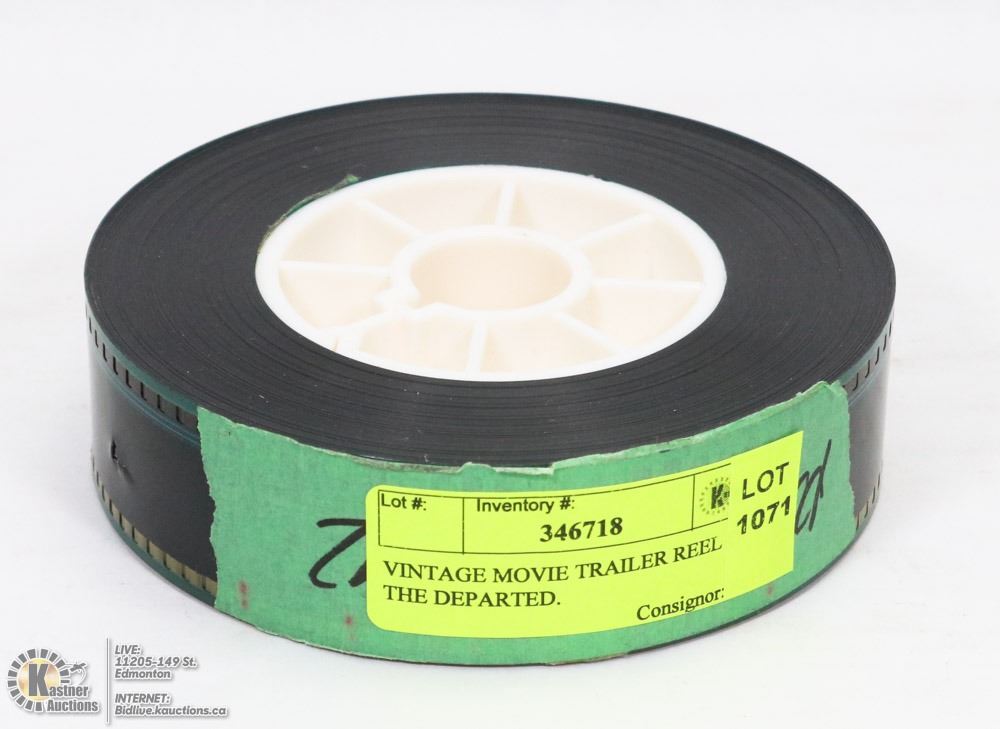 Lot #:
Inventory #:
346718
K
LOT
1071
VINTAGE MOVIE TRAILER REEL
THE DEPARTED.
Consignor:
Kastner
Auctions
LIVE:
11205-149 St.
Edmonton
INTERNET:
Bidlive.kauctions.ca